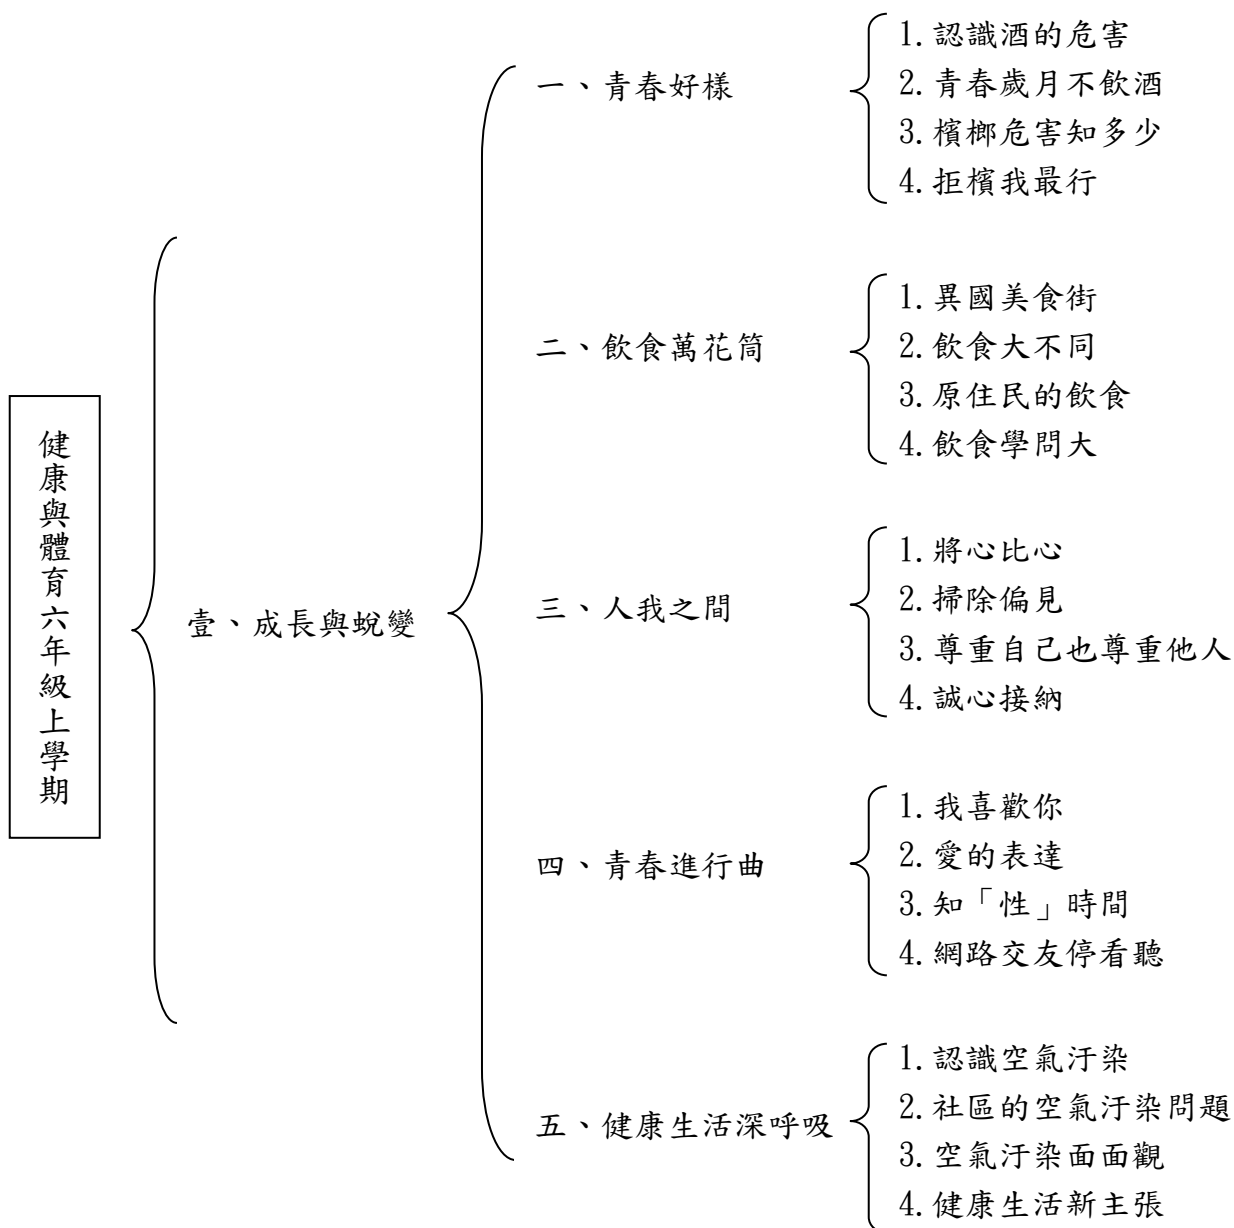 健康與體育六年級上學期
壹、成長與蛻變
一、青春好樣
1.認識酒的危害
2.青春歲月不飲酒
3.檳榔危害知多少
4.拒檳我最行
二、飲食萬花筒
1.異國美食街
2.飲食大不同
3.原住民的飲食
4.飲食學問大
三、人我之間
1.將心比心
2.掃除偏見
3.尊重自己也尊重他人
4.誠心接納
四、青春進行曲
1.我喜歡你
2.愛的表達
3.知「性」時間
4.網路交友停看聽
五、健康生活深呼吸
1.認識空氣汙染
2.社區的空氣汙染問題
3.空氣汙染面面觀
4.健康生活新主張